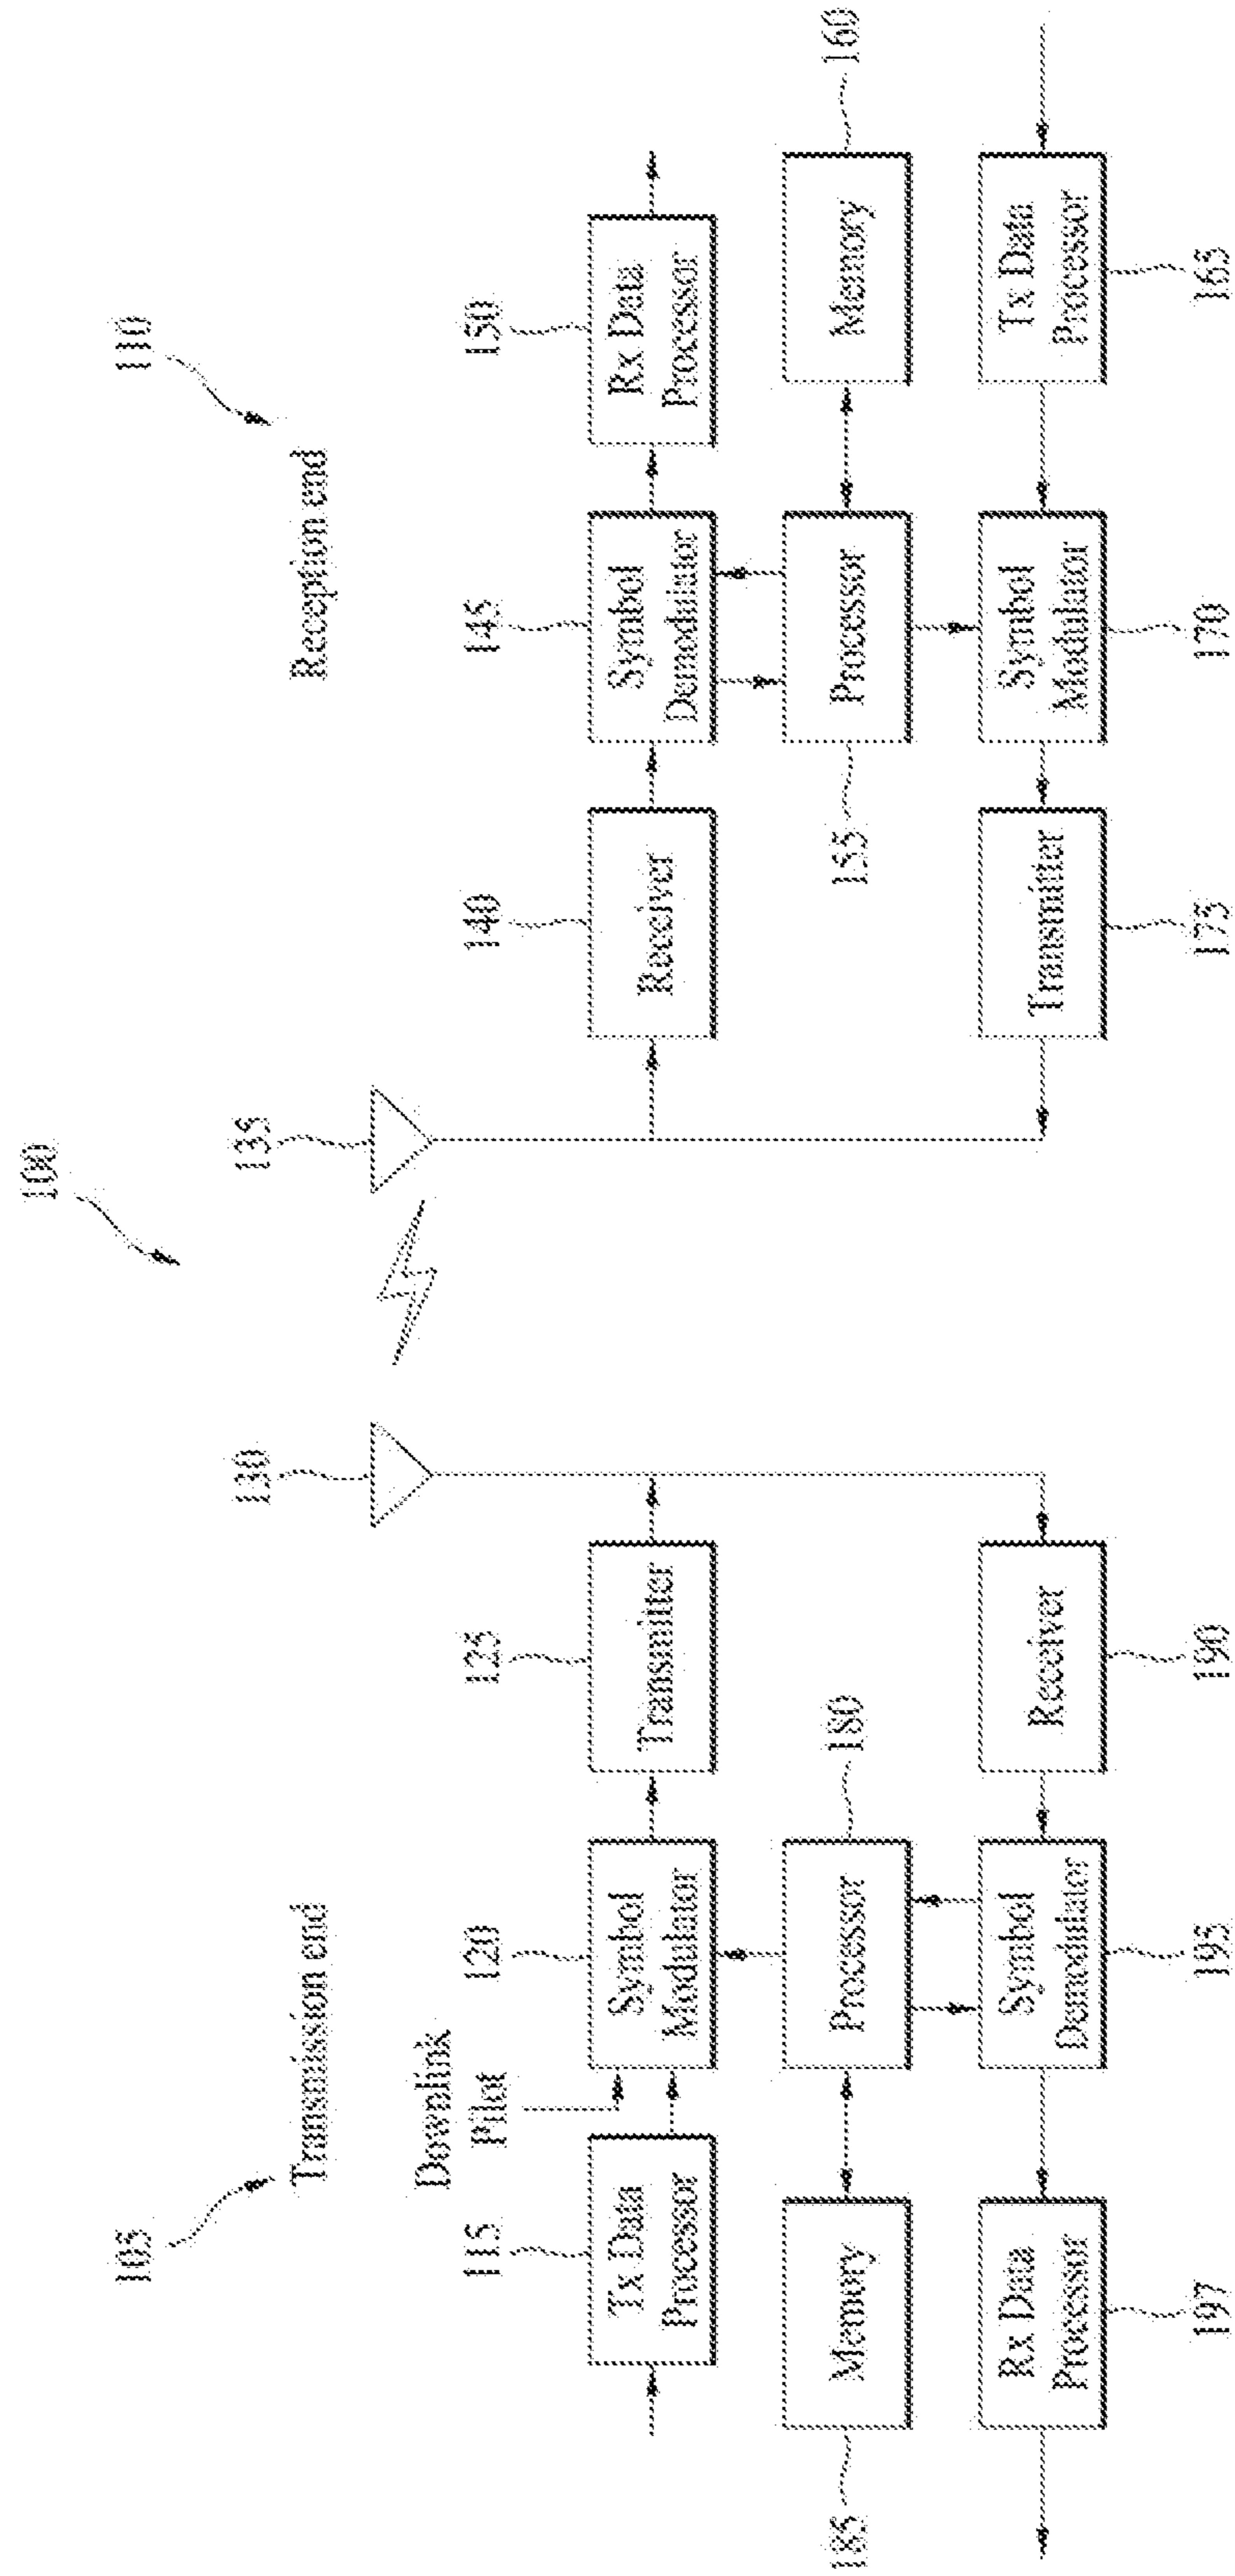 100
105
Transmission end
110
Reception end
130
135
Downlink
Pilot
115
120
125
140
145
150
Tx Data
Processor
Symbol
Modulator
Transmitter
Receiver
Symbol
Demodulator
Rx Data
Processor
185
Memory
Processor
180
155
Processor
Memory
160
Rx Data
Processor
Symbol
Demodulator
Receiver
Transmitter
Symbol
Modulator
Tx Data
Processor
197
195
190
175
170
165